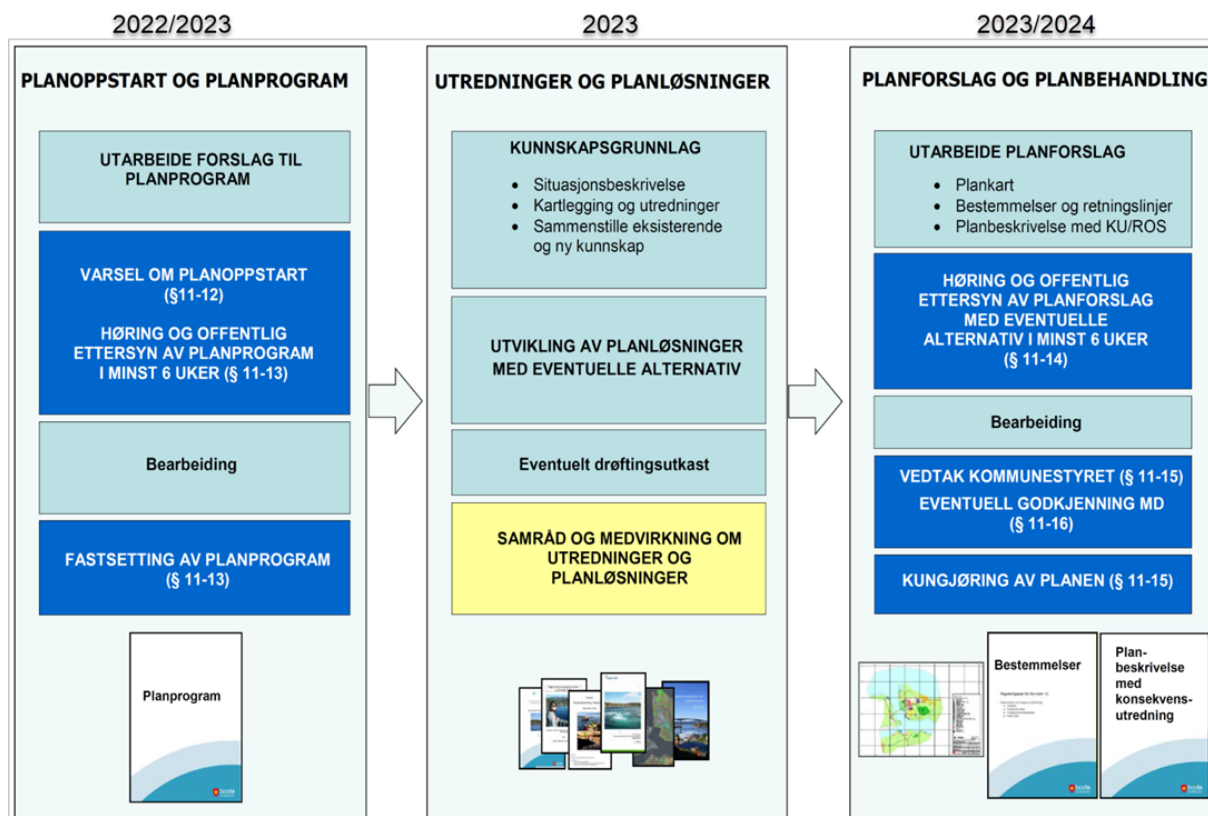 2022/2023
PLANOPPSTART OG PLANPROGRAM
UTARBEIDE FORSLAG TIL
PLANPROGRAM
VARSEL OM PLANOPPSTART
(§11-12)
HØRING OG OFFENTLIG
ETTERSYN AV PLANPROGRAM
I MINST 6 UKER (§ 11-13)
Bearbeiding
FASTSETTING AV PLANPROGRAM
(§ 11-13)
Planprogram
bodø
2023
UTREDNINGER OG PLANLØSNINGER
KUNNSKAPSGRUNNLAG
• Situasjonsbeskrivelse
• Kartlegging og utredninger
• Sammenstille eksisterende
og ny kunnskap
UTVIKLING AV PLANLØSNINGER
MED EVENTUELLE ALTERNATIV
Eventuelt drøftingsutkast
SAMRÅD OG MEDVIRKNING OM
UTREDNINGER OG
PLANLØSNINGER
2023/2024
PLANFORSLAG OG PLANBEHANDLING
UTARBEIDE PLANFORSLAG
• Plankart
• Bestemmelser og retningslinjer
• Planbeskrivelse med KU/ROS
HØRING OG OFFENTLIG
ETTERSYN AV PLANFORSLAG
MED EVENTUELLE
ALTERNATIV I MINST 6 UKER
(§ 11-14)
Bearbeiding
VEDTAK KOMMUNESTYRET (§ 11-15)
EVENTUELL GODKJENNING MD
(§ 11-16)
KUNGJØRING AV PLANEN (§ 11-15)
Bestemmelser
bodø
Plan-
beskrivelse
med
konsekvens-
utredning
bodø